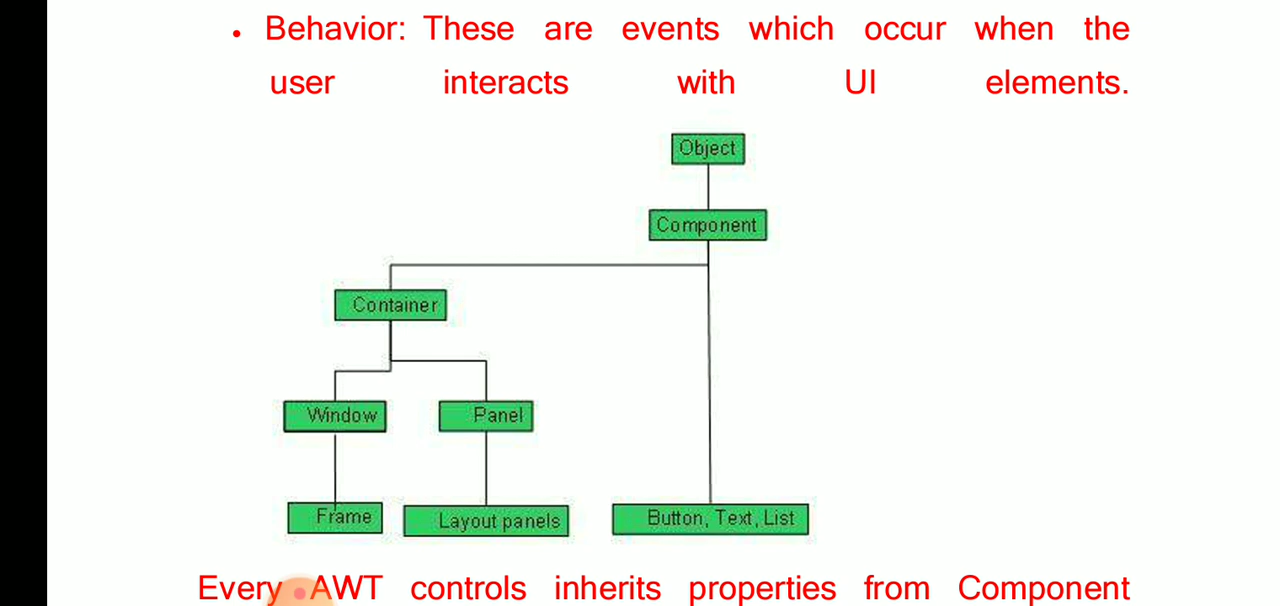 • Behavior: These are events which occur when the
user interacts with UI elements.
Object
Component
Container
Window Panel
Frame Layout panels Button, Text, List
Every AWT controls inherits properties from Component